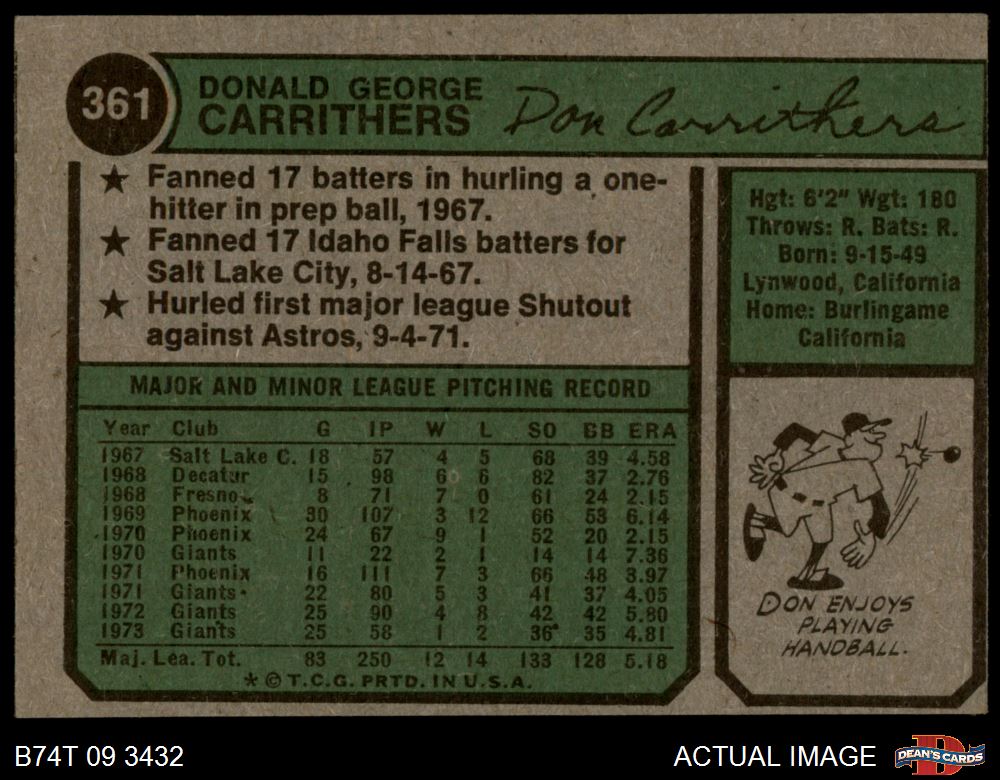 361
DONALD GEORGE
CARRITHERS
Don Carrithers
★ Fanned 17 batters in hurling a one-
hitter in prep ball, 1967.
★ Fanned 17 Idaho Falls batters for
Salt Lake City, 8-14-67.
★ Hurled first major league Shutout
against Astros, 9-4-71.
Hgt: 6'2" Wgt: 180
Throws: R. Bats: R.
Born: 9-15-49
Lynwood, California
Home: Burlingame
California
MAJOR AND MINOR LEAGUE PITCHING RECORD
Year Club G IP W L SO BB ERA
1967 Salt Lake C. 18 57 4 5 68 39 4.58
1968 Decatur 15 98 6 6 82 37 2.76
1968 Fresno 8 71 7 0 61 24 2.15
1969 Phoenix 30 107 3 12 66 53 6.14
1970 Phoenix 24 67 9 1 52 20 2.15
1970 Giants 11 22 2 1 14 14 7.36
1971 Phoenix 16 111 7 3 66 48 3.97
1971 Giants 22 80 5 3 41 37 4.05
1972 Giants 25 90 4 8 42 42 5.80
1973 Giants 25 58 1 2 36 35 4.81
Maj. Lea. Tot. 83 250 12 14 133 128 5.18
* © T.C.G. PRTD. IN U.S.A.
DON ENJOYS
PLAYING
HANDBALL.
B74T 09 3432
ACTUAL IMAGE
DEAN'S CARDS